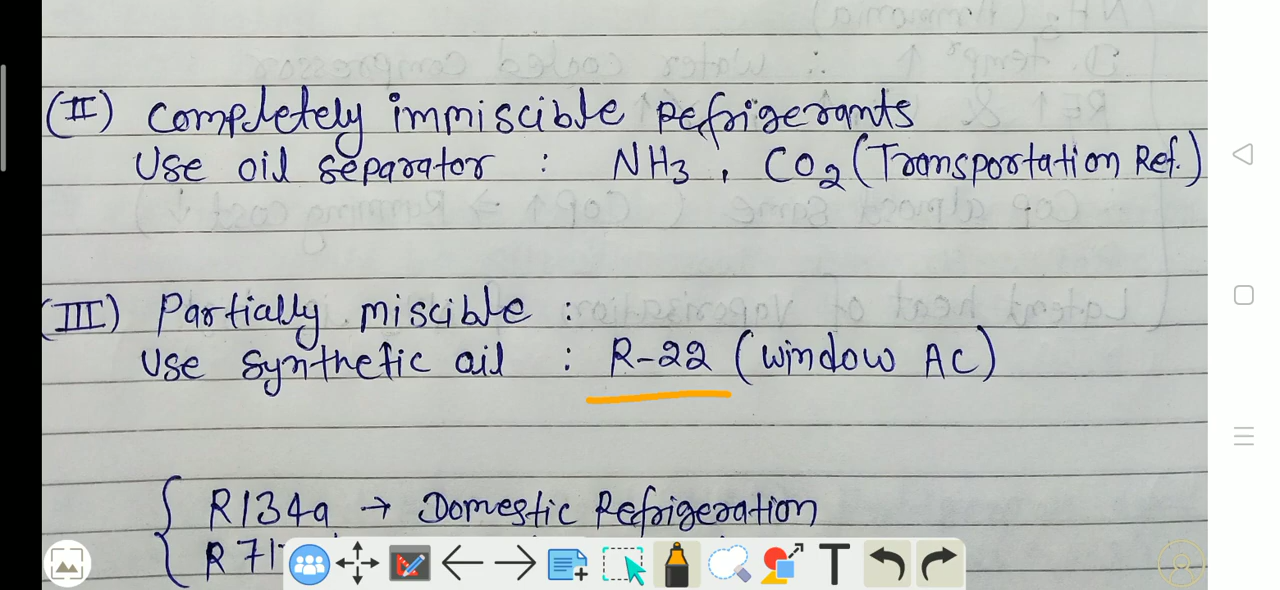 (II) Completely immiscible Refrigerants
Use oil separator : NH3 , CO2 (Transportation Ref.)
(III) Partially miscible :
Use Synthetic oil : R-22 (Window AC)
R134a → Domestic Refrigeration
R 71
T